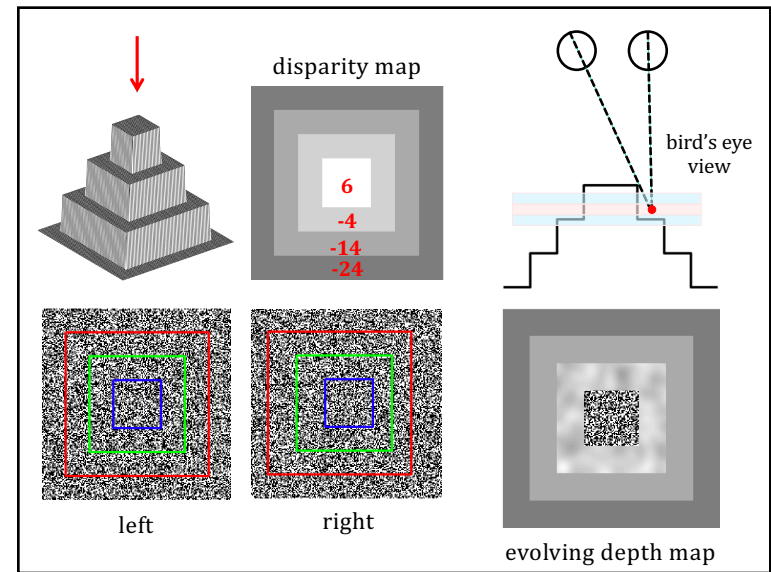 disparity map
6
-4
-14
-24
bird's eye
view
left
right
evolving depth map